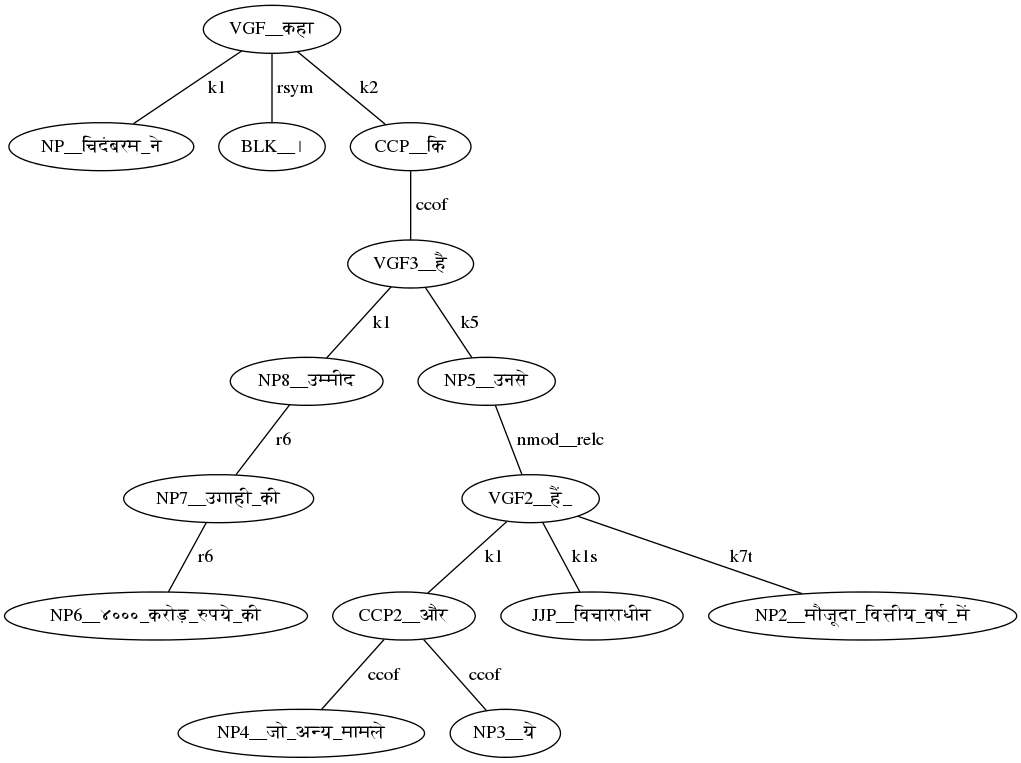 VGF__कहा
k1 rsym k2
NP__चिदंबरम_ने BLK__। CCP__कि
ccof
VGF3__है
k1 k5
NP8__उम्मीद NP5__उनसे
r6 nmod__relc
NP7__उगाही_की VGF2__हैं_
r6 k1 k1s k7t
NP6__४०००_करोड़_रुपये_की CCP2__और JJP__विचाराधीन NP2__मौजूदा_वित्तीय_वर्ष_में
ccof ccof
NP4__जो_अन्य_मामले NP3__ये